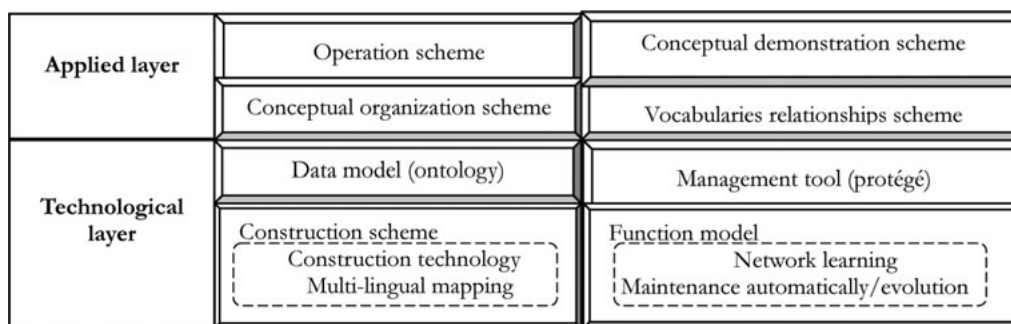 Applied layer
Operation scheme
Conceptual demonstration scheme
Conceptual organization scheme
Vocabularies relationships scheme
Technological
layer
Data model (ontology)
Management tool (protégé)
Construction scheme
Construction technology
Multi-lingual mapping
Function model
Network learning
Maintenance automatically/evolution